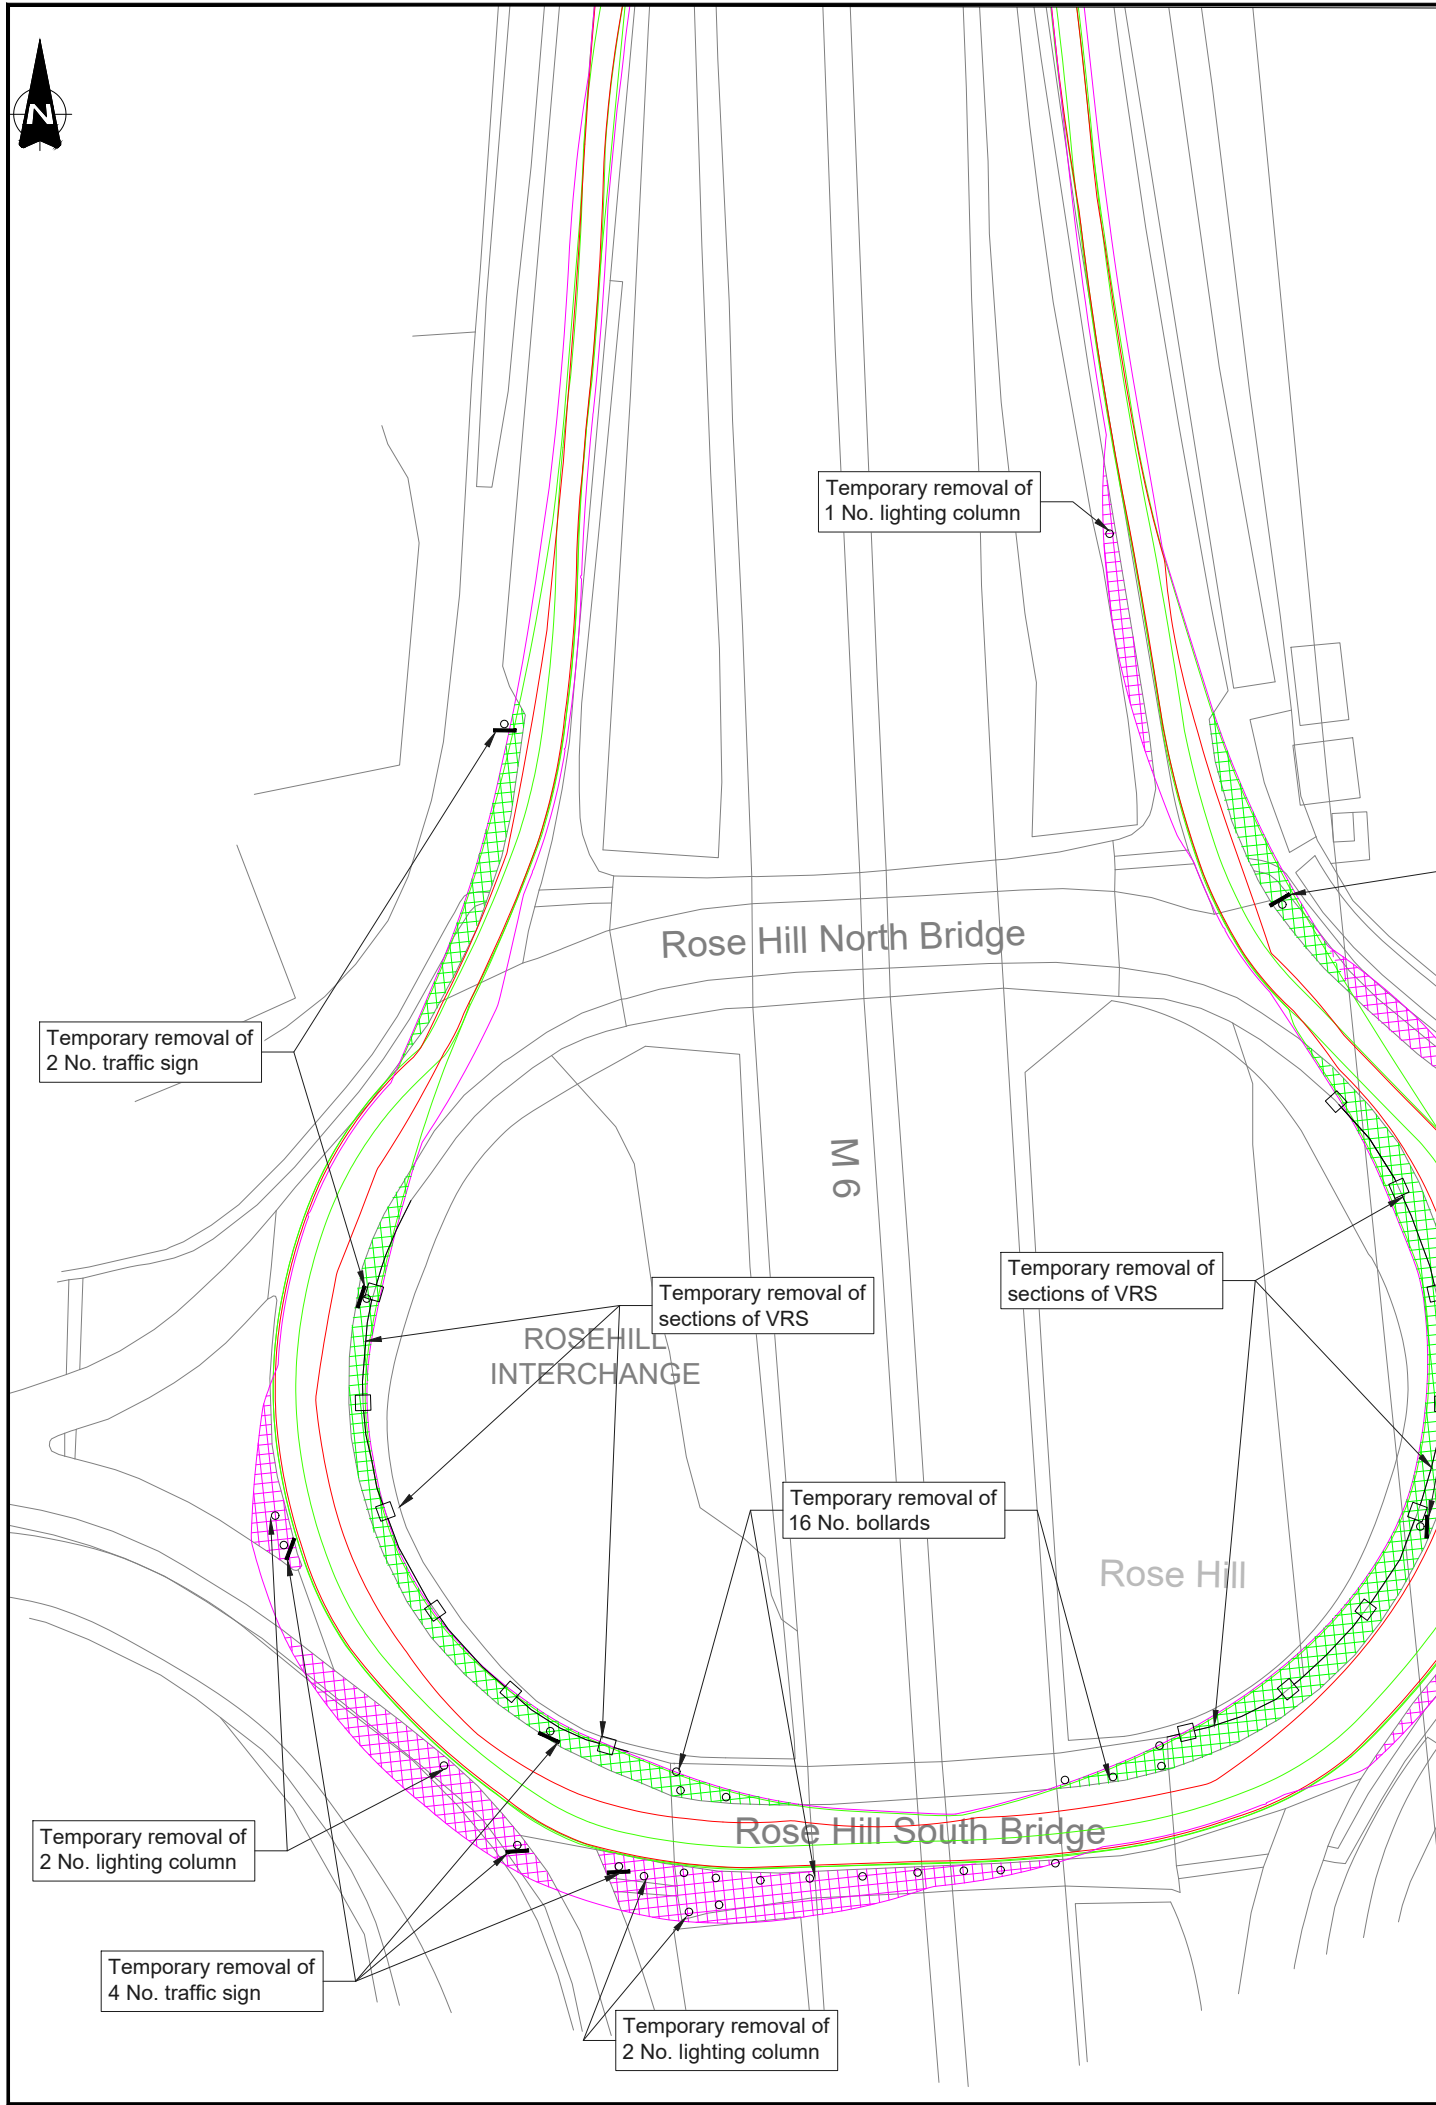 N
Temporary removal of
1 No. lighting column
Rose Hill North Bridge
Temporary removal of
2 No. traffic sign
M 6
Temporary removal of
sections of VRS
Temporary removal of
sections of VRS
ROSEHILL
INTERCHANGE
Temporary removal of
16 No. bollards
Rose Hill
Temporary removal of
2 No. lighting column
Rose Hill South Bridge
Temporary removal of
4 No. traffic sign
Temporary removal of
2 No. lighting column